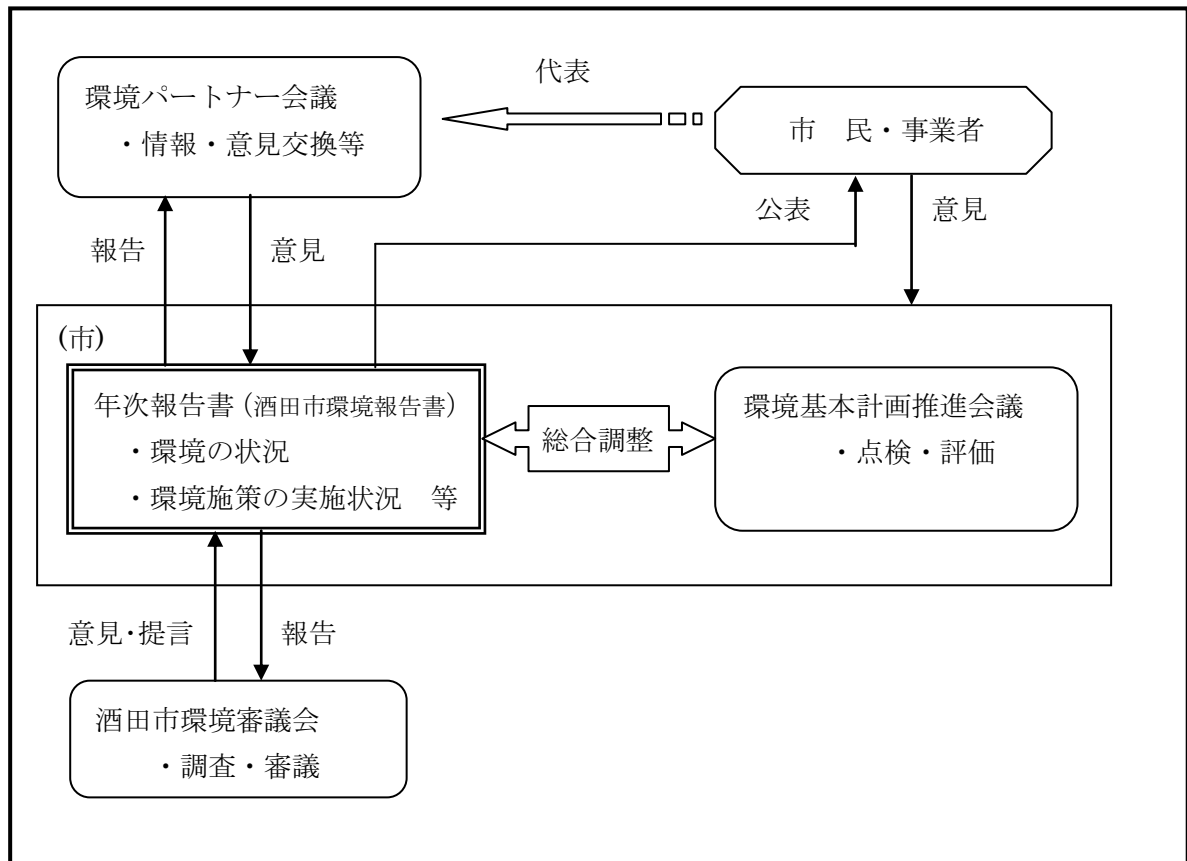 代表
環境パートナー会議
・情報・意見交換等
市　民・事業者
公表
意見
報告
意見
(市)
年次報告書(酒田市環境報告書)
・環境の状況
・環境施策の実施状況　等
総合調整
環境基本計画推進会議
・点検・評価
意見・提言
報告
酒田市環境審議会
・調査・審議